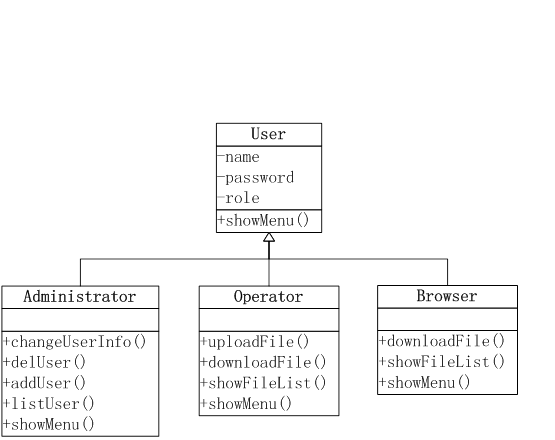 User
-name
-password
-role
+showMenu()
Administrator
+changeUserInfo()
+delUser()
+addUser()
+listUser()
+showMenu()
Operator
+uploadFile()
+downloadFile()
+showFileList()
+showMenu()
Browser
+downloadFile()
+showFileList()
+showMenu()